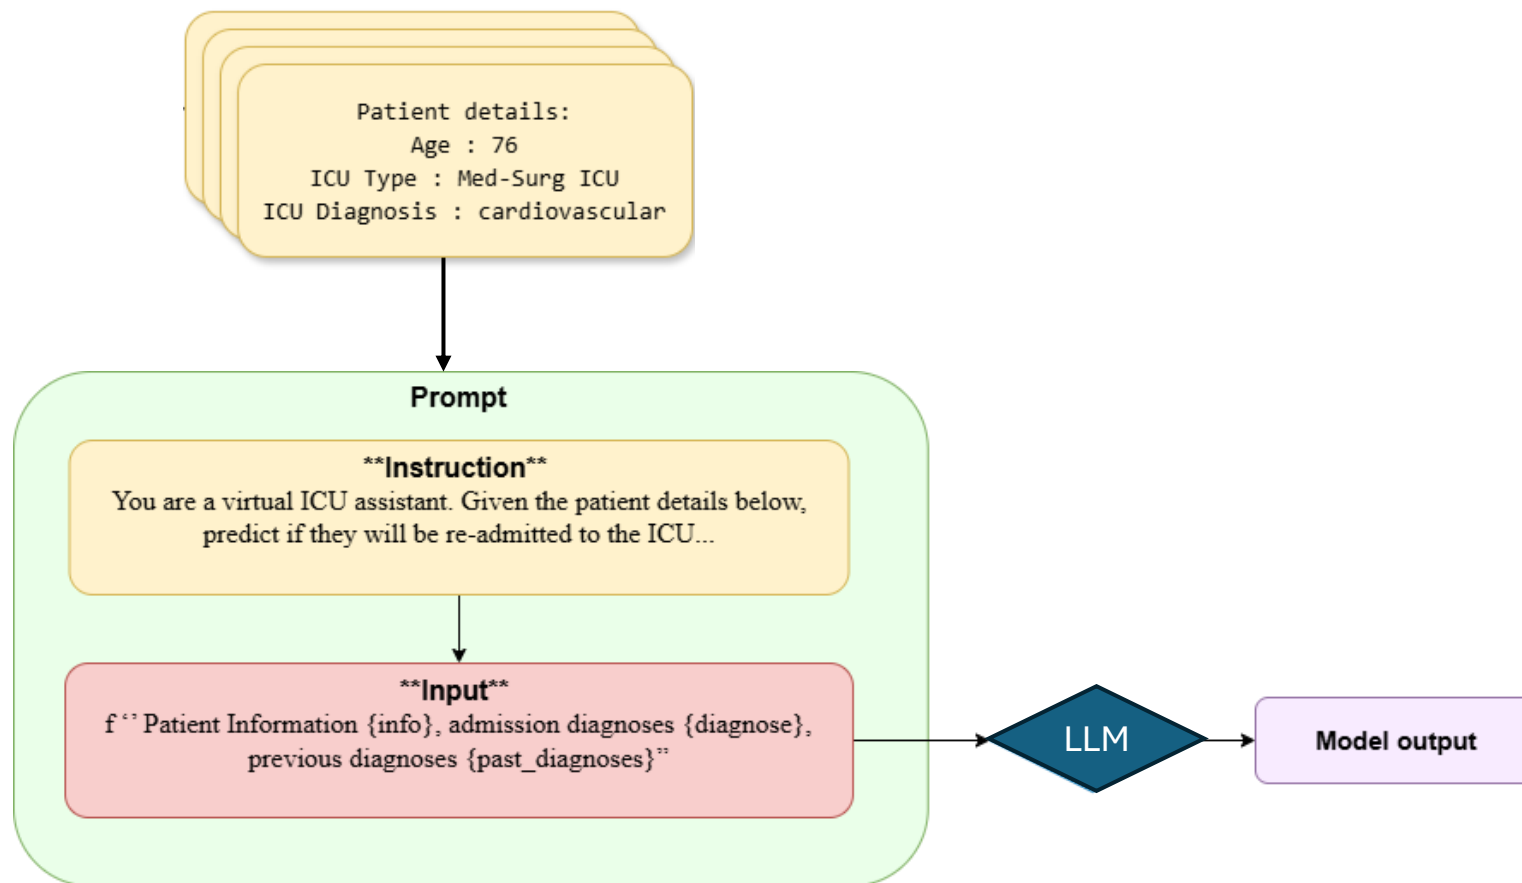 Patient details:
Age : 76
ICU Type : Med-Surg ICU
ICU Diagnosis : cardiovascular
Prompt
**Instruction**
You are a virtual ICU assistant. Given the patient details below,
predict if they will be re-admitted to the ICU...
**Input**
f ‘’ Patient Information {info}, admission diagnoses {diagnose},
previous diagnoses {past_diagnoses}”
LLM
Model output